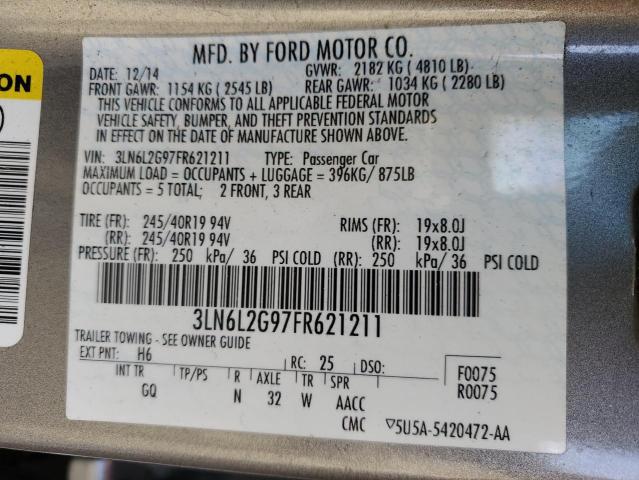 ON
MFD. BY FORD MOTOR CO.
DATE: 12/14 GVWR: 2182 KG ( 4810 LB)
FRONT GAWR: 1154 KG ( 2545 LB) REAR GAWR: 1034 KG ( 2280 LB)
THIS VEHICLE CONFORMS TO ALL APPLICABLE FEDERAL MOTOR
VEHICLE SAFETY, BUMPER, AND THEFT PREVENTION STANDARDS
IN EFFECT ON THE DATE OF MANUFACTURE SHOWN ABOVE.
VIN: 3LN6L2G97FR621211 TYPE: Passenger Car
MAXIMUM LOAD = OCCUPANTS + LUGGAGE = 396KG/ 875LB
OCCUPANTS = 5 TOTAL; 2 FRONT, 3 REAR
TIRE (FR): 245/40R19 94V RIMS (FR): 19x8.0J
(RR): 245/40R19 94V (RR): 19x8.0J
PRESSURE (FR): 250 kPa/ 36 PSI COLD (RR): 250 kPa/ 36 PSI COLD
3LN6L2G97FR621211
TRAILER TOWING - SEE OWNER GUIDE
EXT PNT: H6 RC: 25 DSO: F0075
R0075
INT TR TP/PS R AXLE TR SPR
GQ N 32 W AACC
CMC ▽5U5A-5420472-AA